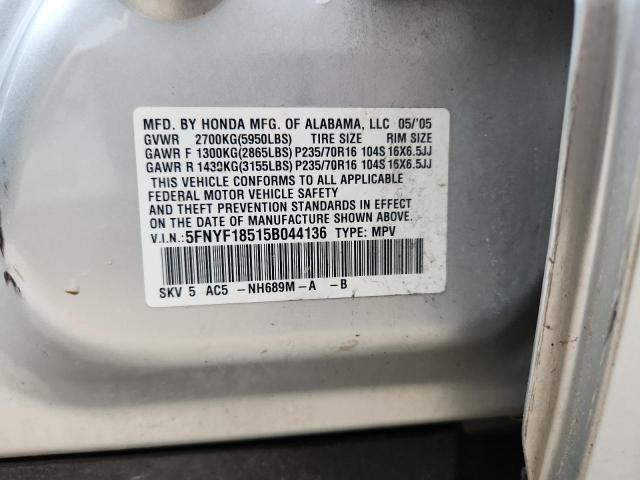 MFD. BY HONDA MFG. OF ALABAMA, LLC 05/'05
GVWR 2700KG(5950LBS) TIRE SIZE RIM SIZE
GAWR F 1300KG(2865LBS) P235/70R16 104S 16X6.5JJ
GAWR R 1430KG(3155LBS) P235/70R16 104S 16X6.5JJ
THIS VEHICLE CONFORMS TO ALL APPLICABLE
FEDERAL MOTOR VEHICLE SAFETY
AND THEFT PREVENTION STANDARDS IN EFFECT
ON THE DATE OF MANUFACTURE SHOWN ABOVE.
V.I.N.:5FNYF18515B044136 TYPE: MPV
SKV 5 AC5 -NH689M-A -B